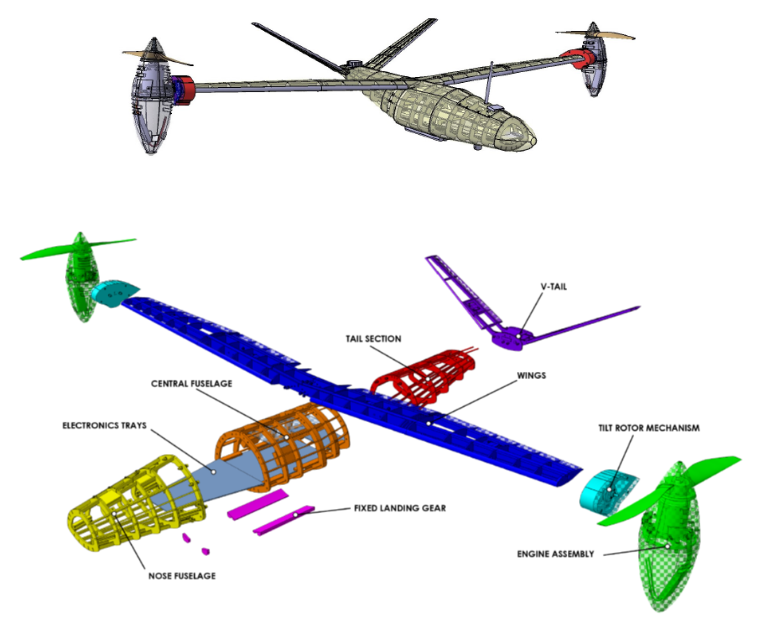 V-TAIL
TAIL SECTION
WINGS
CENTRAL FUSELAGE
ELECTRONICS TRAYS
TILT ROTOR MECHANISM
FIXED LANDING GEAR
ENGINE ASSEMBLY
NOSE FUSELAGE